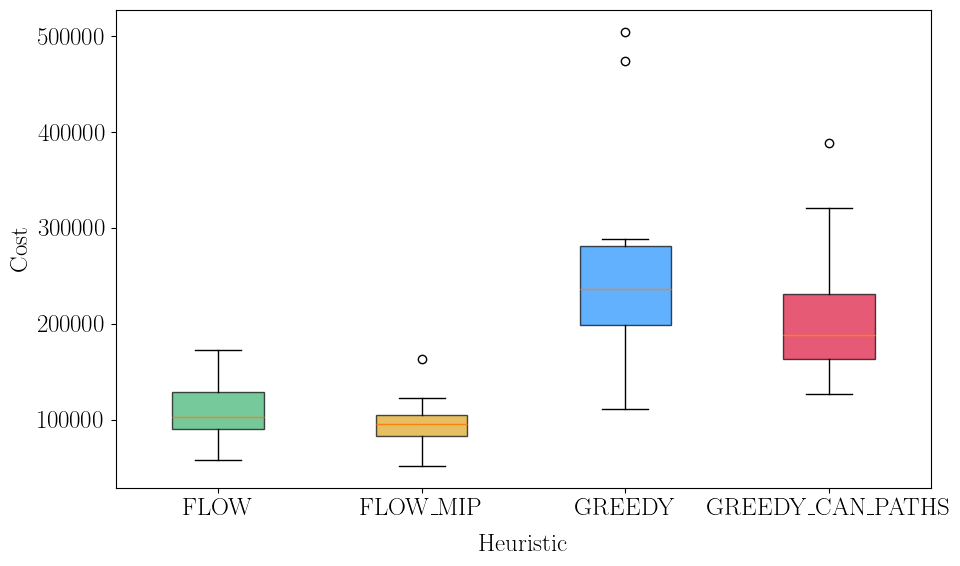 500000
400000
300000
200000
100000
Cost
FLOW
FLOW_MIP
GREEDY
GREEDY_CAN_PATHS
Heuristic